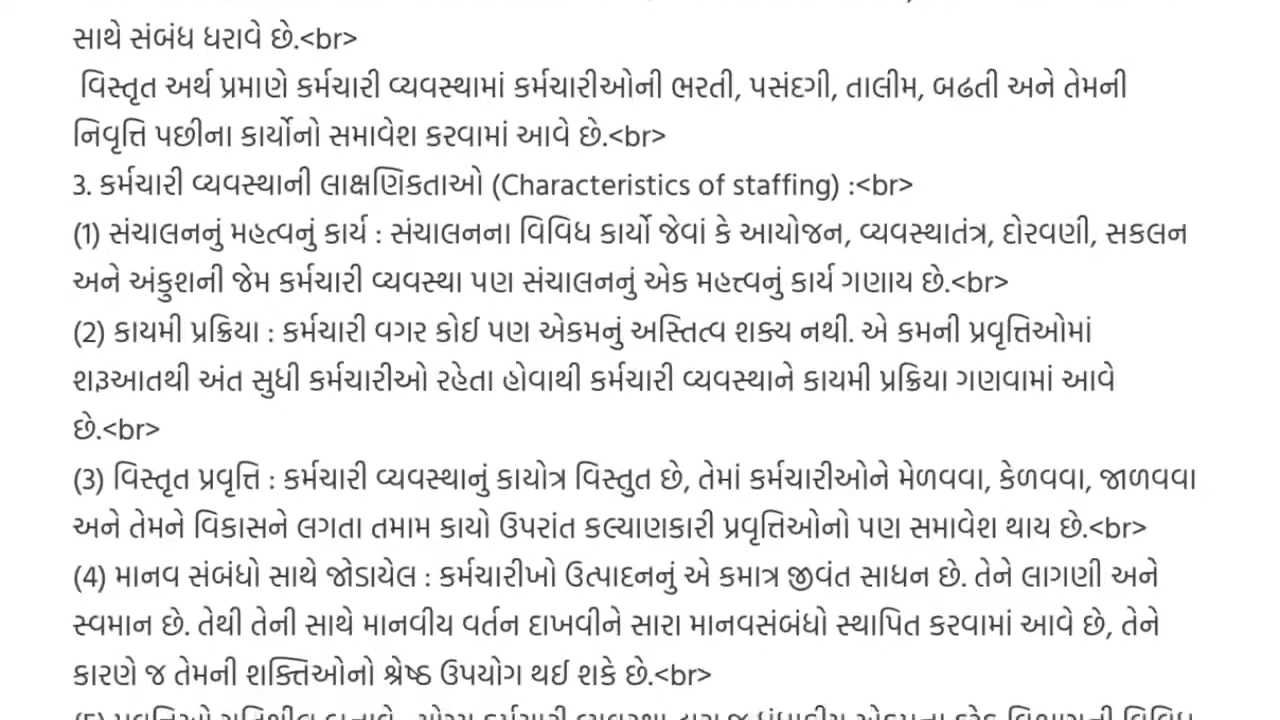 સાથે સંબંધ ધરાવે છે.<br>
વિસ્તૃત અર્થ પ્રમાણે કર્મચારી વ્યવસ્થામાં કર્મચારીઓની ભરતી, પસંદગી, તાલીમ, બઢતી અને તેમની
નિવૃત્તિ પછીના કાર્યોનો સમાવેશ કરવામાં આવે છે.<br>
3. કર્મચારી વ્યવસ્થાની લાક્ષણિકતાઓ (Characteristics of staffing) :<br>
(1) સંચાલનનું મહત્વનું કાર્ય : સંચાલનના વિવિધ કાર્યો જેવાં કે આયોજન, વ્યવસ્થાતંત્ર, દોરવણી, સકલન
અને અંકુશની જેમ કર્મચારી વ્યવસ્થા પણ સંચાલનનું એક મહત્ત્વનું કાર્ય ગણાય છે.<br>
(2) કાયમી પ્રક્રિયા : કર્મચારી વગર કોઈ પણ એકમનું અસ્તિત્વ શક્ય નથી. એ કમની પ્રવૃત્તિઓમાં
શરૂઆતથી અંત સુધી કર્મચારીઓ રહેતા હોવાથી કર્મચારી વ્યવસ્થાને કાયમી પ્રક્રિયા ગણવામાં આવે
છે.<br>
(3) વિસ્તૃત પ્રવૃત્તિ : કર્મચારી વ્યવસ્થાનું કાયોત્ર વિસ્તુત છે, તેમાં કર્મચારીઓને મેળવવા, કેળવવા, જાળવવા
અને તેમને વિકાસને લગતા તમામ કાયો ઉપરાંત કલ્યાણકારી પ્રવૃત્તિઓનો પણ સમાવેશ થાય છે.<br>
(4) માનવ સંબંધો સાથે જોડાયેલ : કર્મચારીખો ઉત્પાદનનું એ કમાત્ર જીવંત સાધન છે. તેને લાગણી અને
સ્વમાન છે. તેથી તેની સાથે માનવીય વર્તન દાખવીને સારા માનવસંબંધો સ્થાપિત કરવામાં આવે છે, તેને
કારણે જ તેમની શક્તિઓનો શ્રેષ્ઠ ઉપયોગ થઈ શકે છે.<br>